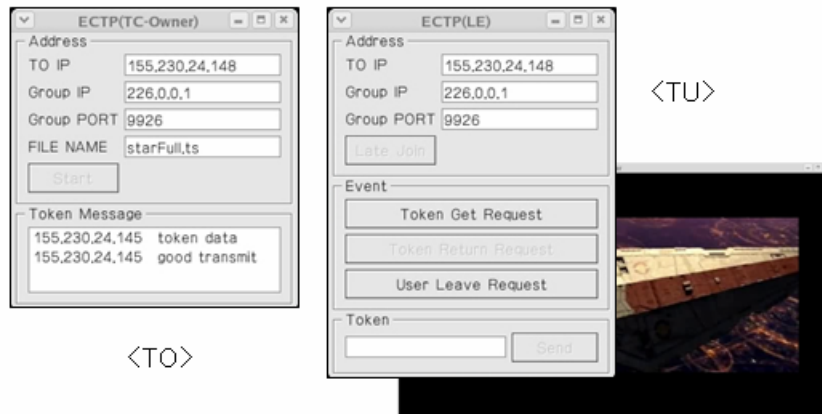 ECTP(TC-Owner)
Address
TO IP 155,230,24,148
Group IP 226,0,0,1
Group PORT 9926
FILE NAME starFull,ts
Start
Token Message
155,230,24,145 token data
155,230,24,145 good transmit
<TO>
ECTP(LE)
Address
TO IP 155,230,24,148
Group IP 226,0,0,1
Group PORT 9926
Late Join
Event
Token Get Request
Token Return Request
User Leave Request
Token
Send
<TU>